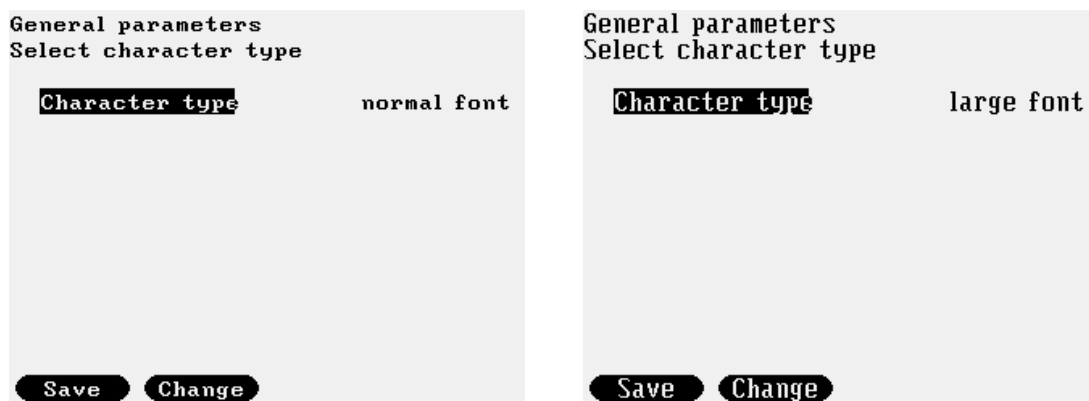 General parameters
Select character type
Character type normal font
Save Change
General parameters
Select character type
Character type large font
Save Change